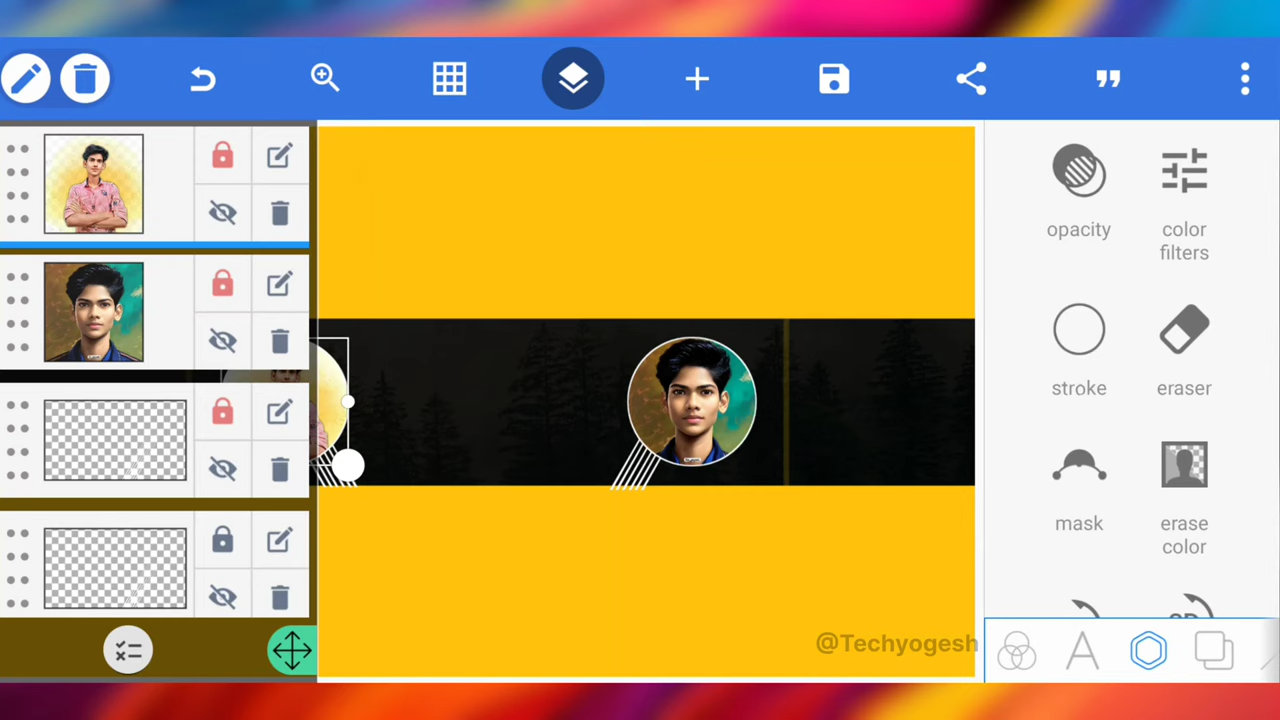 opacity
color
filters
stroke
eraser
mask
erase
color
@Techyogesh